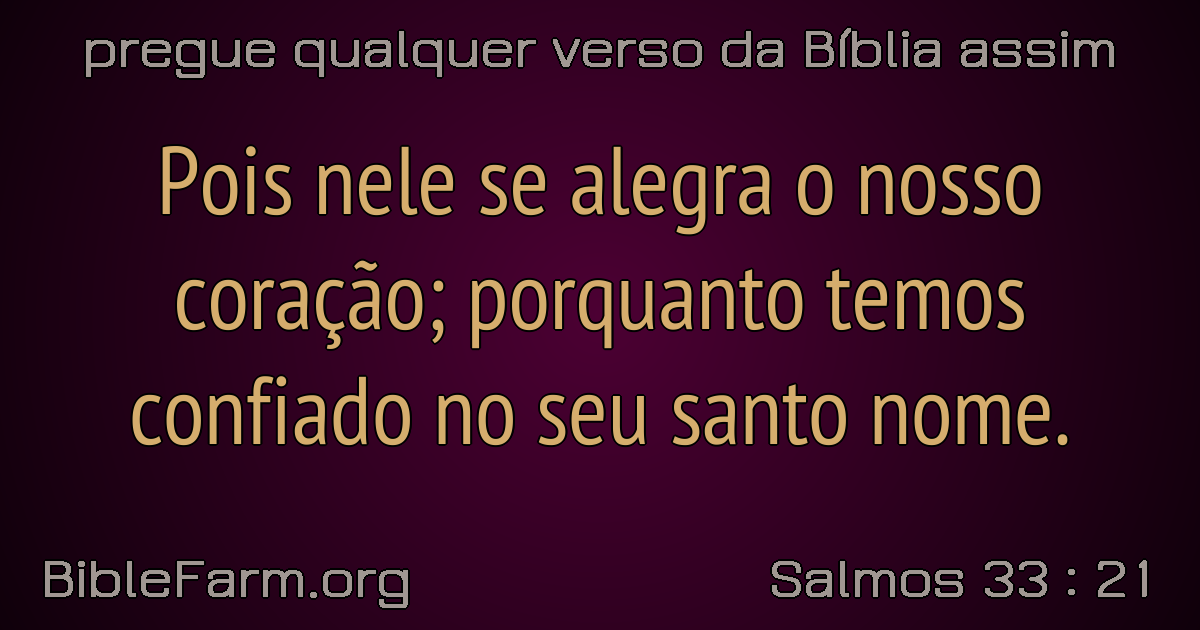 pregue qualquer verso da Bíblia assim
Pois nele se alegra o nosso
coração; porquanto temos
confiado no seu santo nome.
BibleFarm.org
Salmos 33 : 21